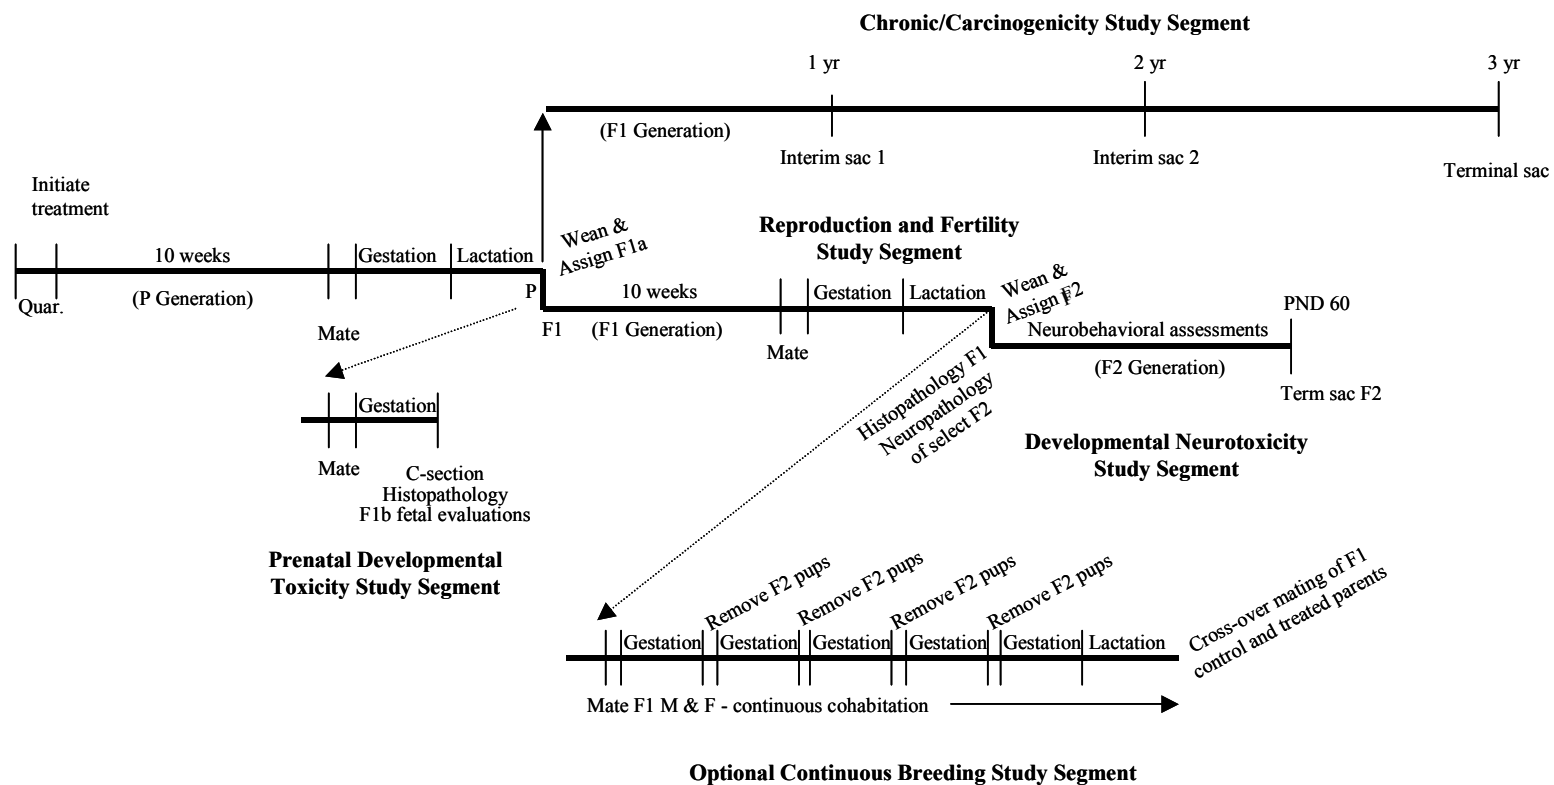 Chronic/Carcinogenicity Study Segment
1 yr
2 yr
3 yr
(F1 Generation)
Interim sac 1
Interim sac 2
Terminal sac
Initiate
treatment
10 weeks
Gestation
Lactation
Wean &
Assign F1a
Quar.
(P Generation)
Mate
P
F1
Reproduction and Fertility
Study Segment
10 weeks
(F1 Generation)
Mate
Gestation
Lactation
Wean &
Assign F2
PND 60
Neurobehavioral assessments
(F2 Generation)
Term sac F2
Histopathology F1
Neuropathology
of select F2
Developmental Neurotoxicity
Study Segment
Gestation
Mate
C-section
Histopathology
F1b fetal evaluations
Prenatal Developmental
Toxicity Study Segment
Remove F2 pups
Remove F2 pups
Remove F2 pups
Remove F2 pups
Gestation
Gestation
Gestation
Gestation
Gestation
Lactation
Cross-over mating of F1
control and treated parents
Mate F1 M & F - continuous cohabitation
Optional Continuous Breeding Study Segment